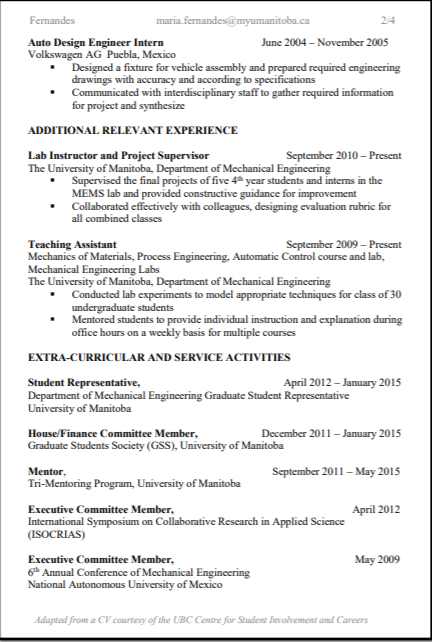 Fernandes maria.fernandes@myumanitoba.ca 2/4
Auto Design Engineer Intern June 2004 – November 2005
Volkswagen AG Puebla, Mexico
▪ Designed a fixture for vehicle assembly and prepared required engineering
drawings with accuracy and according to specifications
▪ Communicated with interdisciplinary staff to gather required information
for project and synthesize
ADDITIONAL RELEVANT EXPERIENCE
Lab Instructor and Project Supervisor September 2010 – Present
The University of Manitoba, Department of Mechanical Engineering
▪ Supervised the final projects of five 4th year students and interns in the
MEMS lab and provided constructive guidance for improvement
▪ Collaborated effectively with colleagues, designing evaluation rubric for
all combined classes
Teaching Assistant September 2009 – Present
Mechanics of Materials, Process Engineering, Automatic Control course and lab,
Mechanical Engineering Labs
The University of Manitoba, Department of Mechanical Engineering
▪ Conducted lab experiments to model appropriate techniques for class of 30
undergraduate students
▪ Mentored students to provide individual instruction and explanation during
office hours on a weekly basis for multiple courses
EXTRA-CURRICULAR AND SERVICE ACTIVITIES
Student Representative, April 2012 – January 2015
Department of Mechanical Engineering Graduate Student Representative
University of Manitoba
House/Finance Committee Member, December 2011 – January 2015
Graduate Students Society (GSS), University of Manitoba
Mentor, September 2011 – May 2015
Tri-Mentoring Program, University of Manitoba
Executive Committee Member, April 2012
International Symposium on Collaborative Research in Applied Science
(ISOCRIAS)
Executive Committee Member, May 2009
6th Annual Conference of Mechanical Engineering
National Autonomous University of Mexico
Adapted from a CV courtesy of the UBC Centre for Student Involvement and Careers